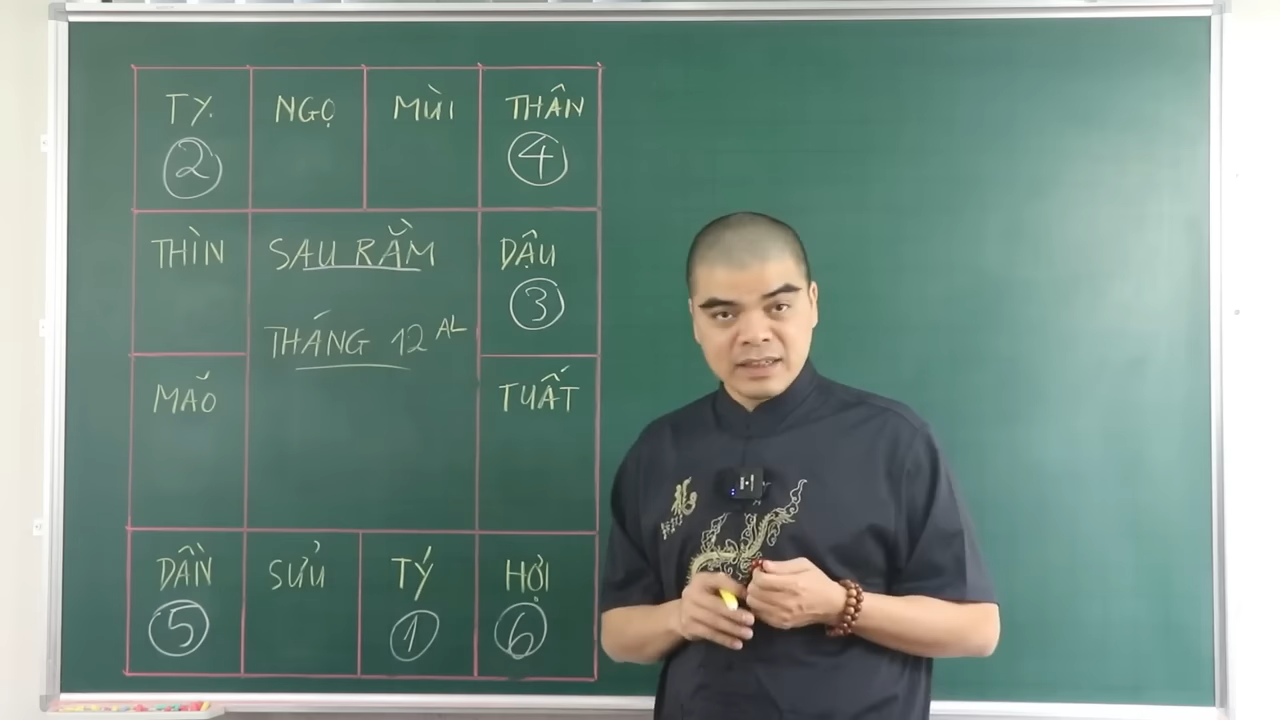 TỴ
NGỌ
MÙI
THÂN
2
4
THÌN
SAU RẰM
DẬU
3
THÁNG 12 AL
MÃO
TUẤT
DẦN
SỬU
TÝ
HỢI
5
1
6